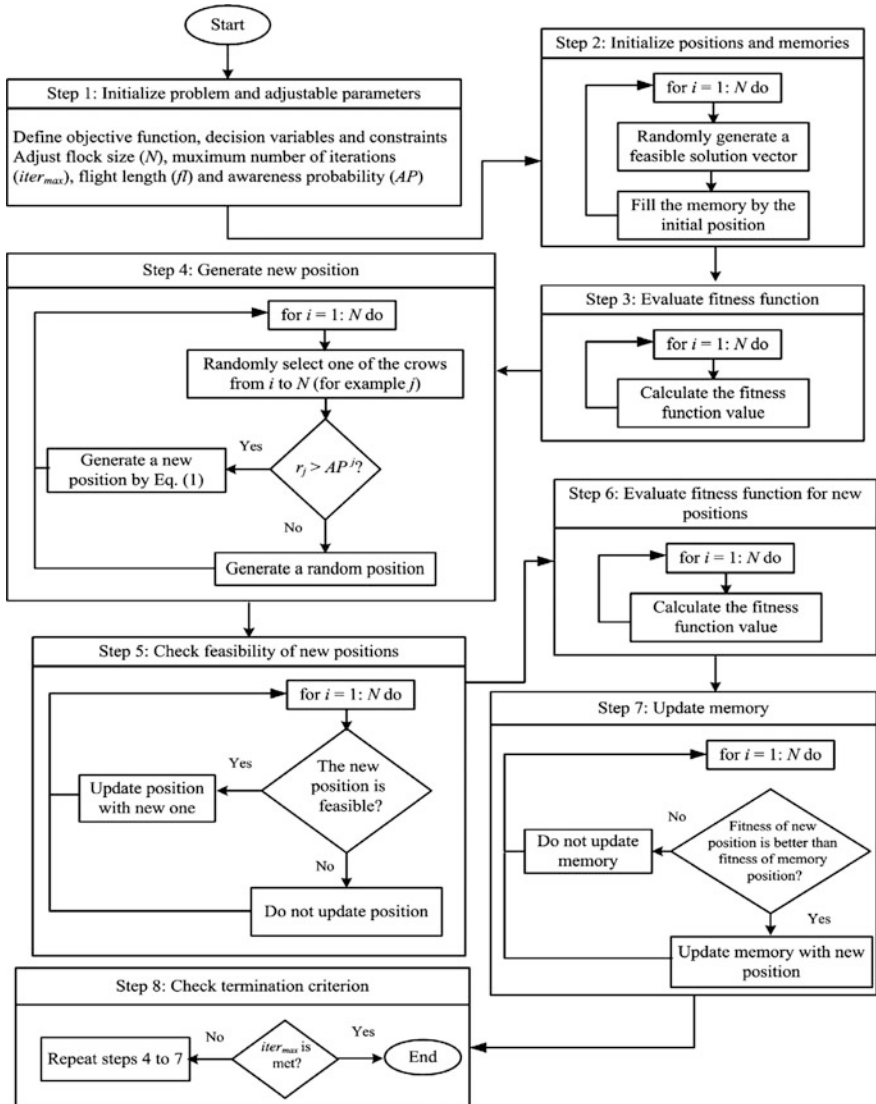 Start
Step 1: Initialize problem and adjustable parameters
Define objective function, decision variables and constraints
Adjust flock size (N), muximum number of iterations
(iter_max), flight length (fl) and awareness probability (AP)
Step 2: Initialize positions and memories
for i = 1: N do
Randomly generate a
feasible solution vector
Fill the memory by the
initial position
Step 3: Evaluate fitness function
for i = 1: N do
Calculate the fitness
function value
Step 4: Generate new position
for i = 1: N do
Randomly select one of the crows
from i to N (for example j)
r_j > AP^j?
Yes
Generate a new
position by Eq. (1)
No
Generate a random position
Step 5: Check feasibility of new positions
for i = 1: N do
The new
position is
feasible?
Yes
Update position
with new one
No
Do not update position
Step 6: Evaluate fitness function for new
positions
for i = 1: N do
Calculate the fitness
function value
Step 7: Update memory
for i = 1: N do
Fitness of new
position is better than
fitness of memory
position?
No
Do not update
memory
Yes
Update memory with new
position
Step 8: Check termination criterion
iter_max is
met?
No
Repeat steps 4 to 7
Yes
End